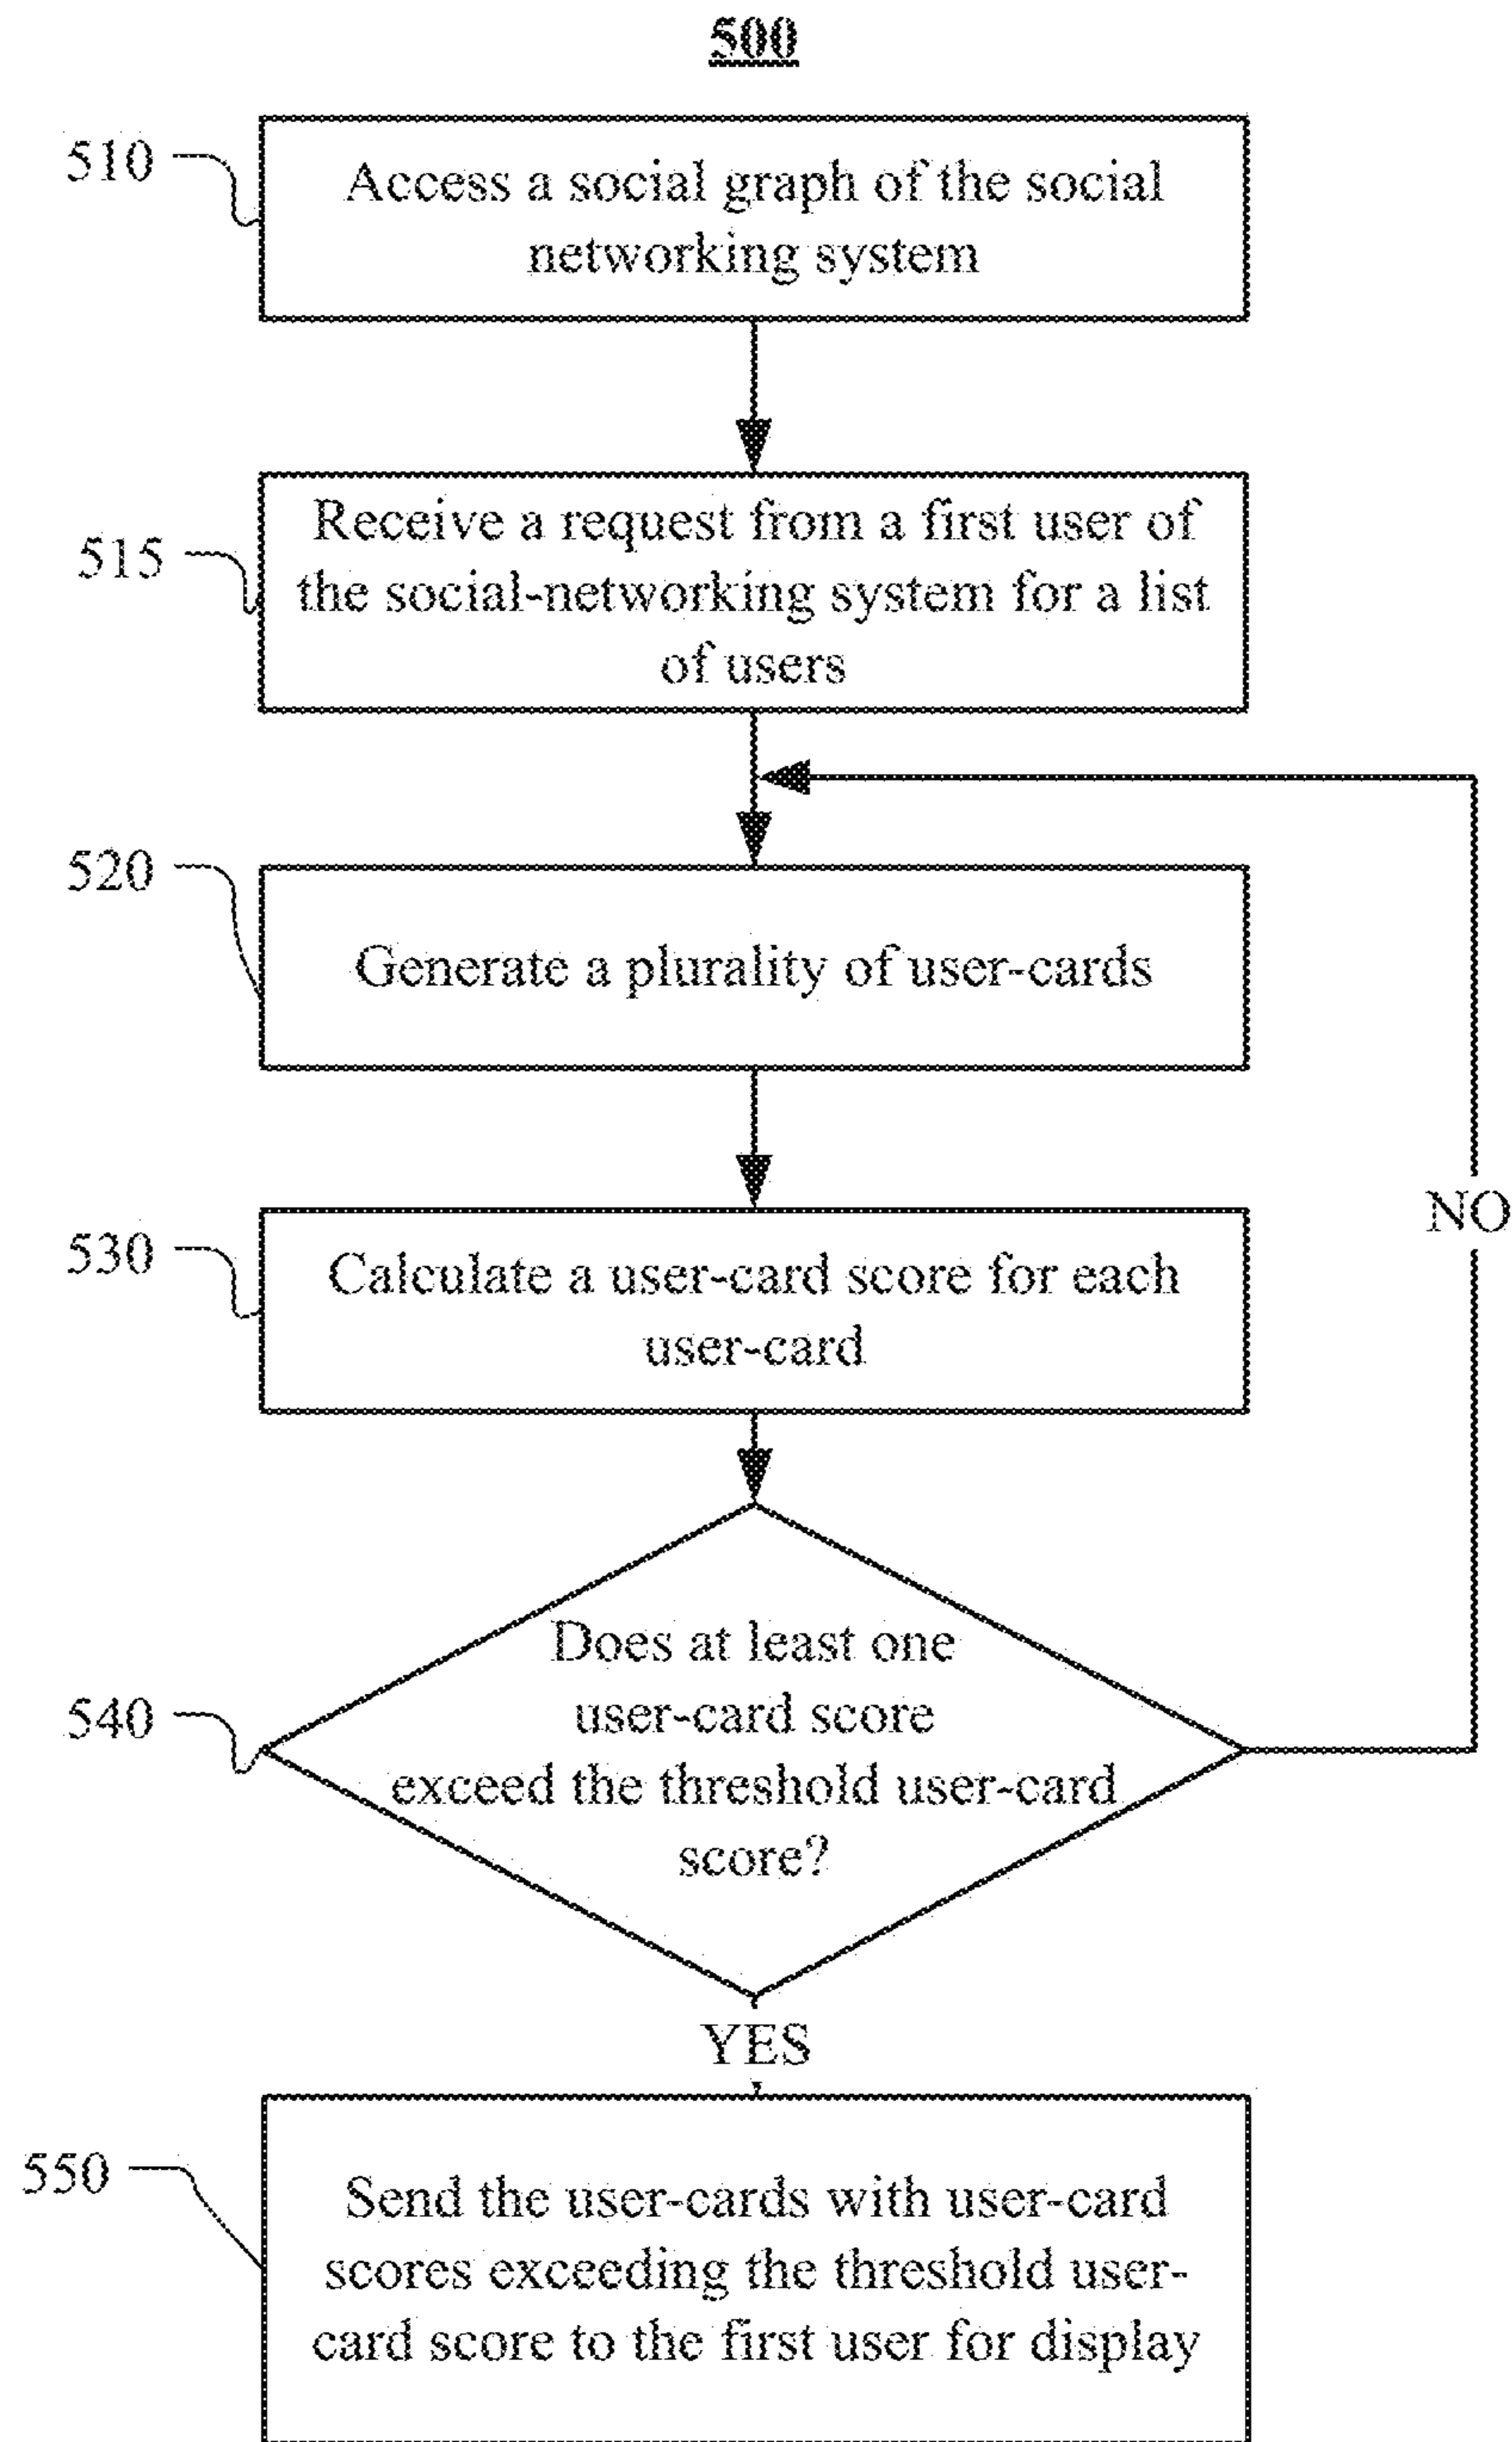 500
510
Access a social graph of the social
networking system
515
Receive a request from a first user of
the social-networking system for a list
of users
520
Generate a plurality of user-cards
530
Calculate a user-card score for each
user-card
NO
540
Does at least one
user-card score
exceed the threshold user-card
score?
YES
550
Send the user-cards with user-card
scores exceeding the threshold user-
card score to the first user for display